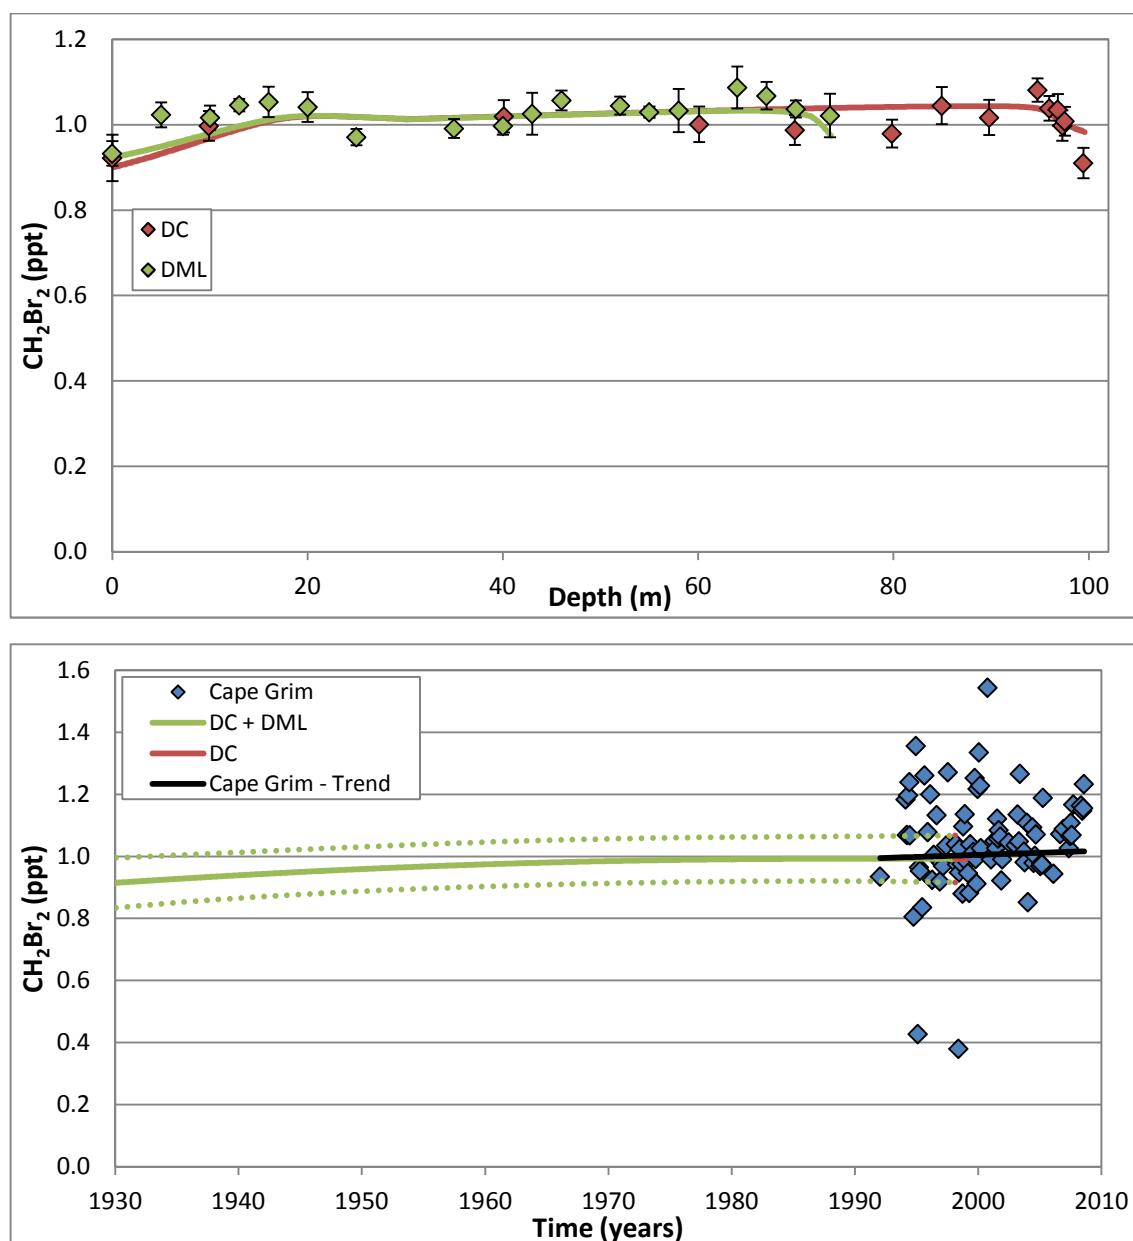 1.2
1.0
0.8
0.6
0.4
0.2
0.0
CH₂Br₂ (ppt)
DC
DML
0 20 40 60 80 100
Depth (m)
1.6
1.4
1.2
1.0
0.8
0.6
0.4
0.2
0.0
CH₂Br₂ (ppt)
Cape Grim
DC + DML
DC
Cape Grim - Trend
1930 1940 1950 1960 1970 1980 1990 2000 2010
Time (years)